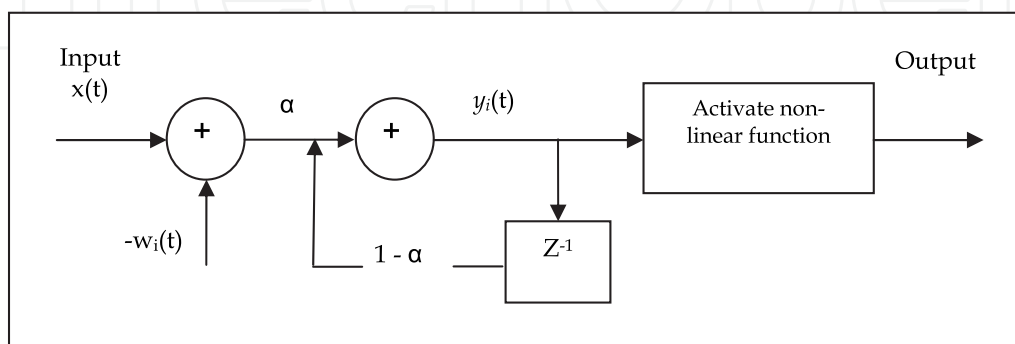 Input
x(t)
Output
α
yᵢ(t)
+
+
Activate non-
linear function
-wᵢ(t)
1 - α
Z⁻¹